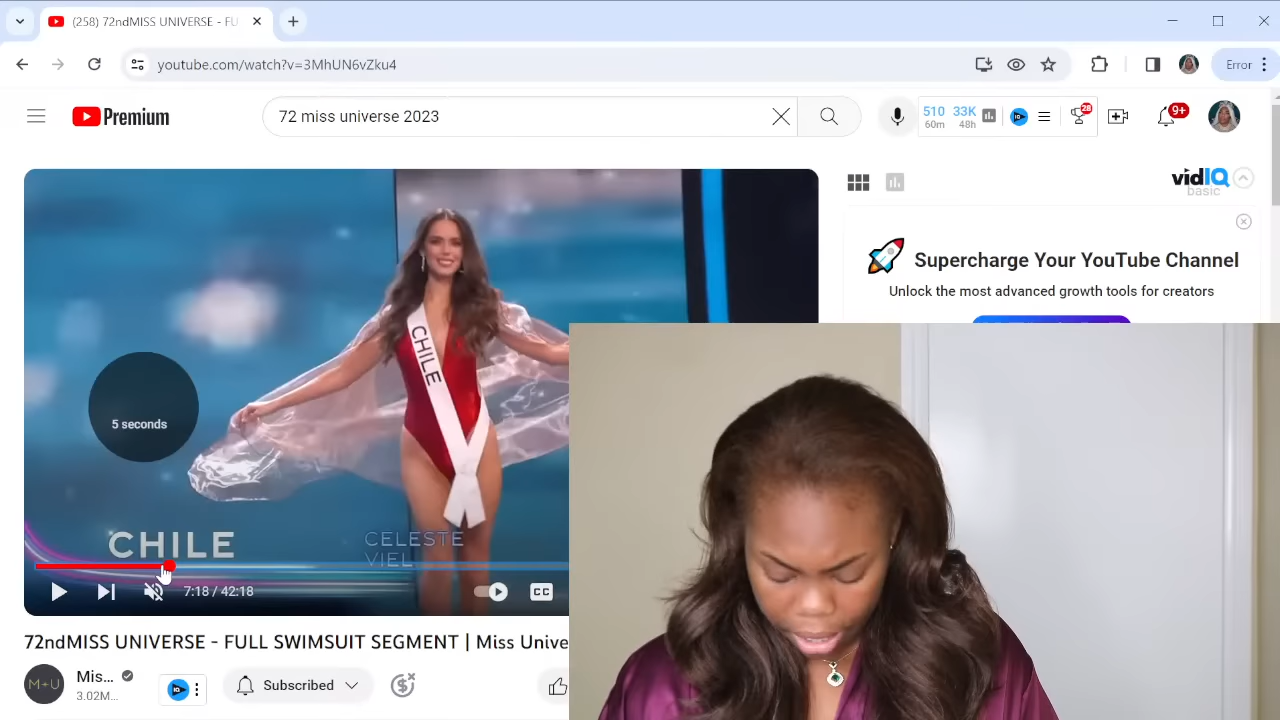 (258) 72ndMISS UNIVERSE - FU
youtube.com/watch?v=3MhUN6vZku4
Error
Premium
72 miss universe 2023
510 33K
60m 48h
28
9+
vidIQ
basic
Supercharge Your YouTube Channel
Unlock the most advanced growth tools for creators
CHILE
5 seconds
CHILE
CELESTE
VIEL
7:18 / 42:18
CC
72ndMISS UNIVERSE - FULL SWIMSUIT SEGMENT | Miss Unive
M+U
Mis...
3.02M...
Subscribed